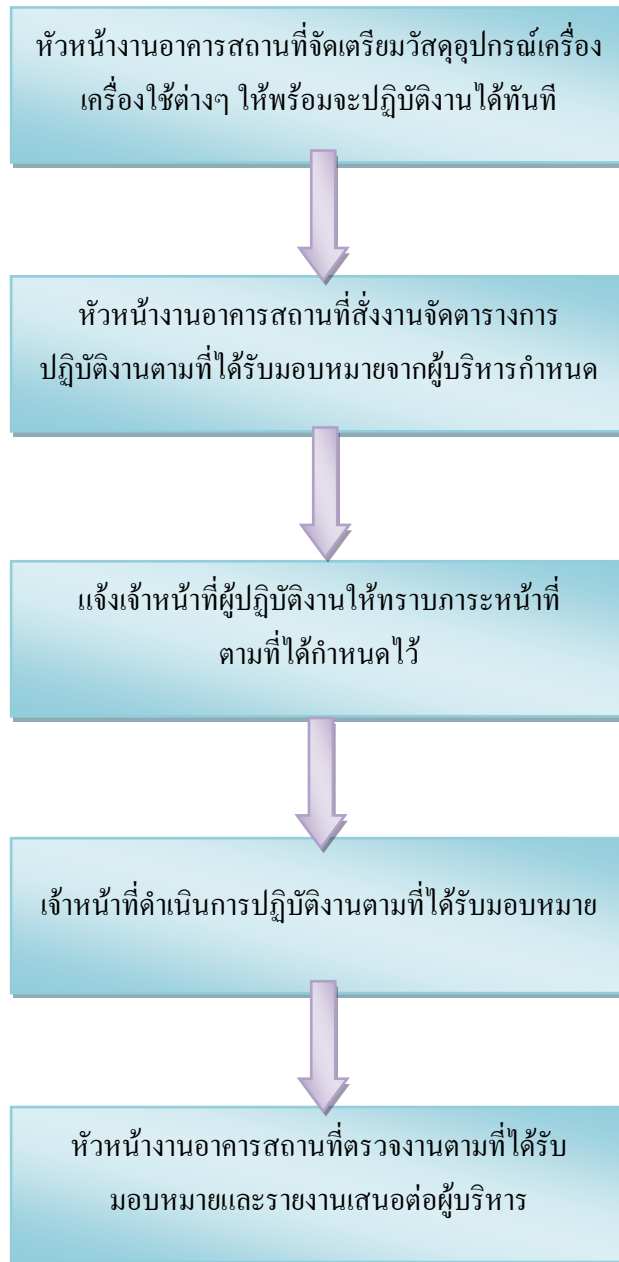 หัวหน้างานอาคารสถานที่จัดเตรียมวัสดุอุปกรณ์เครื่อง
เครื่องใช้ต่างๆ ให้พร้อมจะปฏิบัติงานได้ทันที
หัวหน้างานอาคารสถานที่สั่งงานจัดตารางการ
ปฏิบัติงานตามที่ได้รับมอบหมายจากผู้บริหารกำหนด
แจ้งเจ้าหน้าที่ผู้ปฏิบัติงานให้ทราบภาระหน้าที่
ตามที่ได้กำหนดไว้
เจ้าหน้าที่ดำเนินการปฏิบัติงานตามที่ได้รับมอบหมาย
หัวหน้างานอาคารสถานที่ตรวจงานตามที่ได้รับ
มอบหมายและรายงานเสนอต่อผู้บริหาร